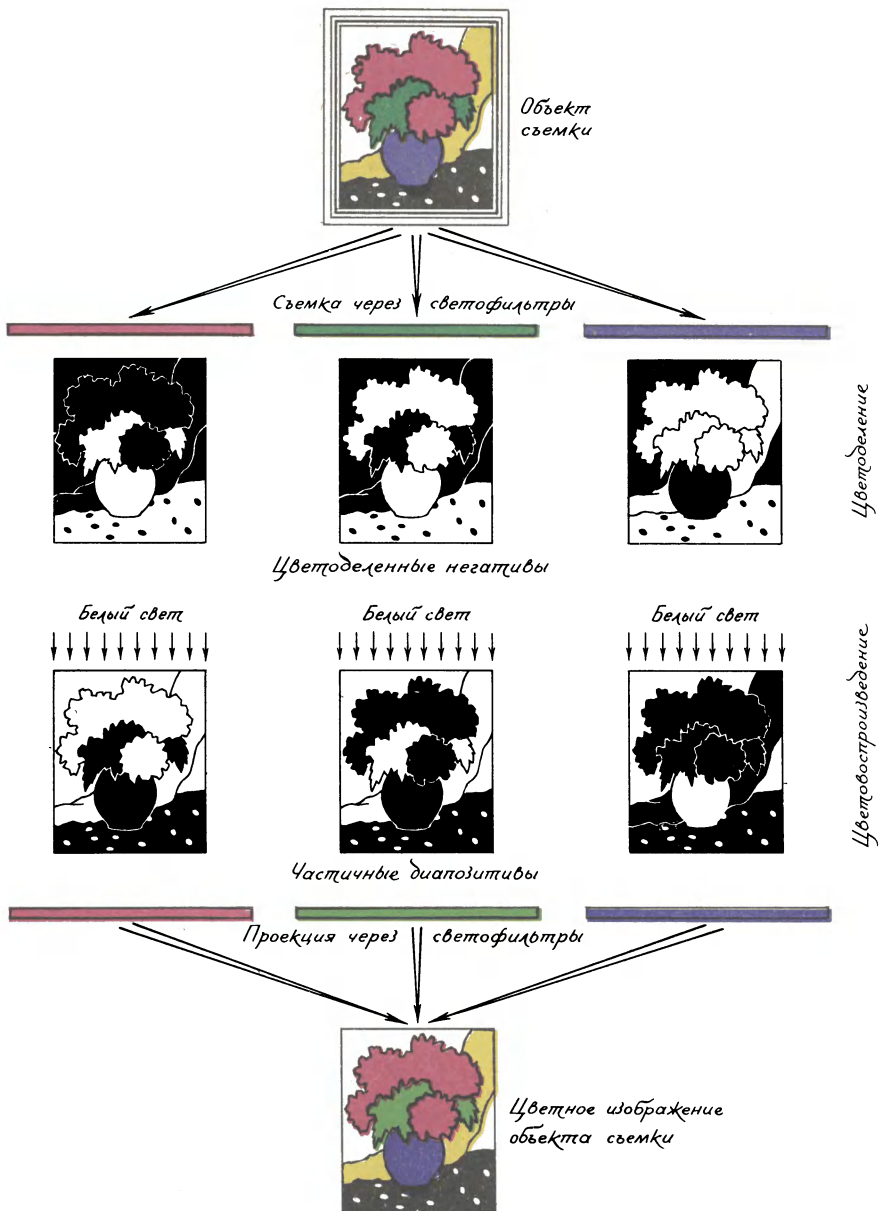 Объект
съемки
Съемка через светофильтры
Цветоделение
Цветоделенные негативы
Белый свет Белый свет Белый свет
Цветовоспроизведение
Частичные диапозитивы
Проекция через светофильтры
Цветное изображение
объекта съемки